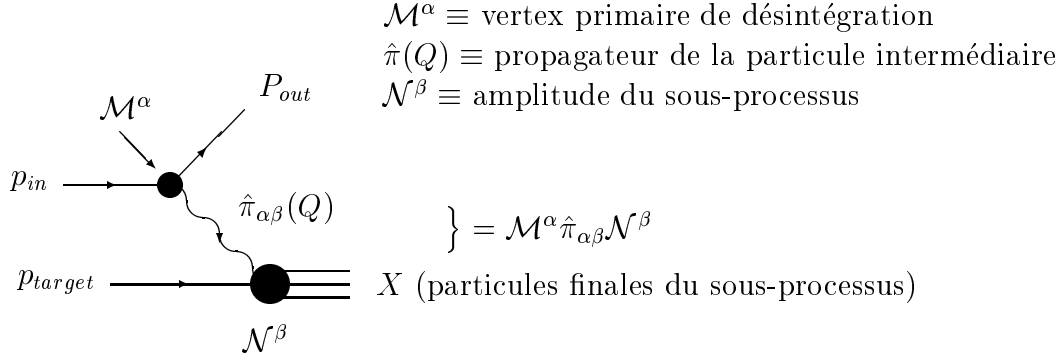 𝓜^α ≡ vertex primaire de désintégration
π̂(Q) ≡ propagateur de la particule intermédiaire
𝓝^β ≡ amplitude du sous-processus
P_out
𝓜^α
p_in
π̂_αβ(Q)
} = 𝓜^α π̂_αβ 𝓝^β
p_target
X (particules finales du sous-processus)
𝓝^β